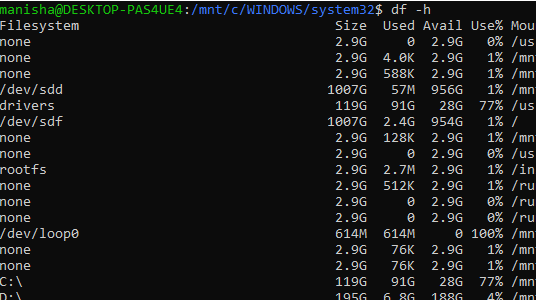 manisha@DESKTOP-PAS4UE4:/mnt/c/WINDOWS/system32$ df -h
Filesystem Size Used Avail Use% Mou
none 2.9G 0 2.9G 0% /us
none 2.9G 4.0K 2.9G 1% /mn
none 2.9G 588K 2.9G 1% /mn
/dev/sdd 1007G 57M 956G 1% /mn
drivers 119G 91G 28G 77% /us
/dev/sdf 1007G 2.4G 954G 1% /
none 2.9G 128K 2.9G 1% /mn
none 2.9G 0 2.9G 0% /us
rootfs 2.9G 2.7M 2.9G 1% /in
none 2.9G 512K 2.9G 1% /ru
none 2.9G 0 2.9G 0% /ru
none 2.9G 0 2.9G 0% /ru
/dev/loop0 614M 614M 0 100% /mn
none 2.9G 76K 2.9G 1% /mn
none 2.9G 76K 2.9G 1% /mn
C:\ 119G 91G 28G 77% /mn
D:\ 195G 6.8G 188G 4% /mn